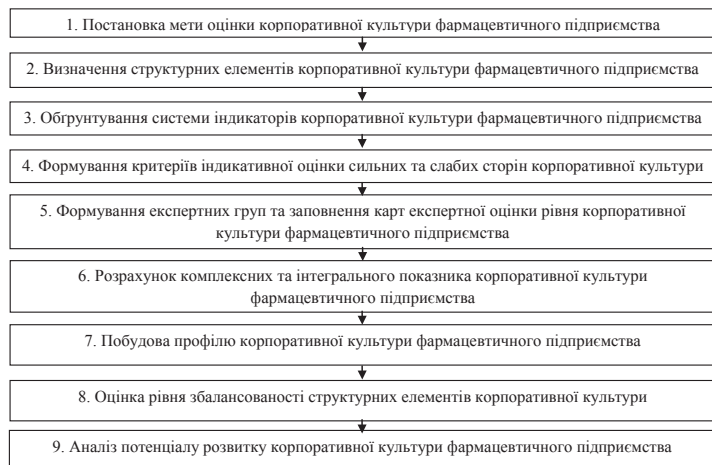 1. Постановка мети оцінки корпоративної культури фармацевтичного підприємства
2. Визначення структурних елементів корпоративної культури фармацевтичного підприємства
3. Обґрунтування системи індикаторів корпоративної культури фармацевтичного підприємства
4. Формування критеріїв індикативної оцінки сильних та слабих сторін корпоративної культури
5. Формування експертних груп та заповнення карт експертної оцінки рівня корпоративної
культури фармацевтичного підприємства
6. Розрахунок комплексних та інтегрального показника корпоративної культури
фармацевтичного підприємства
7. Побудова профілю корпоративної культури фармацевтичного підприємства
8. Оцінка рівня збалансованості структурних елементів корпоративної культури
9. Аналіз потенціалу розвитку корпоративної культури фармацевтичного підприємства